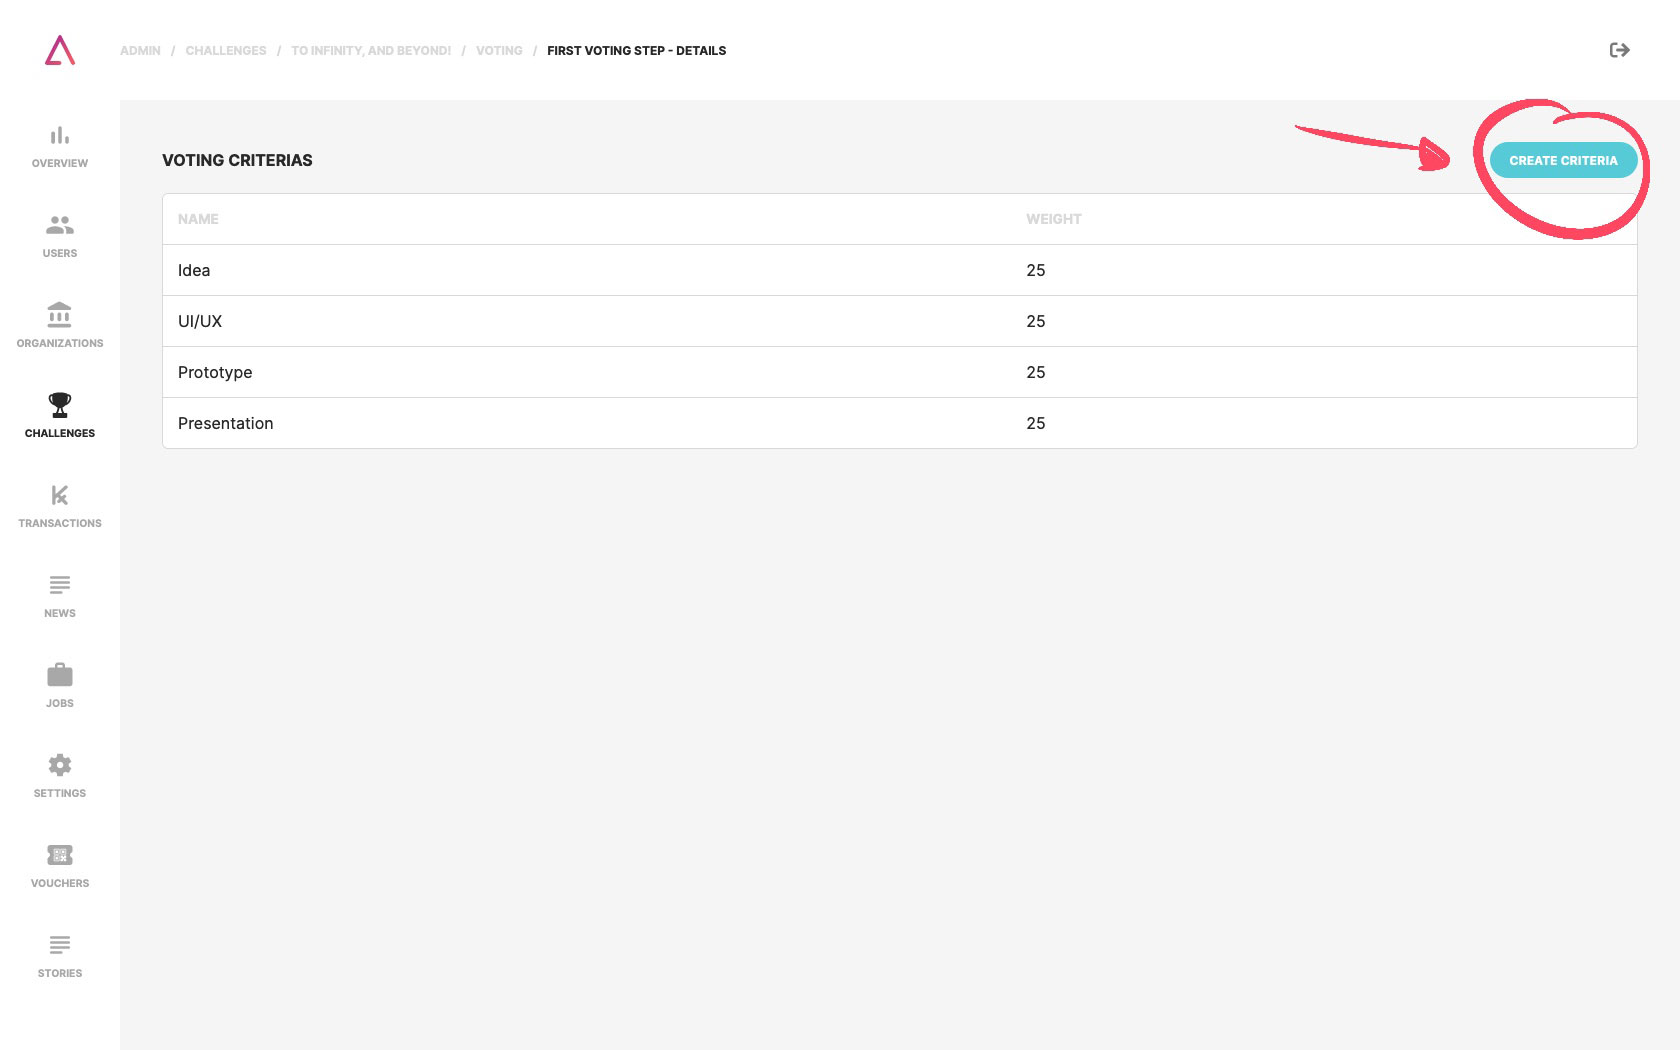 ADMIN / CHALLENGES / TO INFINITY, AND BEYOND! / VOTING / FIRST VOTING STEP - DETAILS
OVERVIEW
USERS
ORGANIZATIONS
CHALLENGES
TRANSACTIONS
NEWS
JOBS
SETTINGS
VOUCHERS
STORIES
VOTING CRITERIAS
CREATE CRITERIA
NAME WEIGHT
Idea 25
UI/UX 25
Prototype 25
Presentation 25